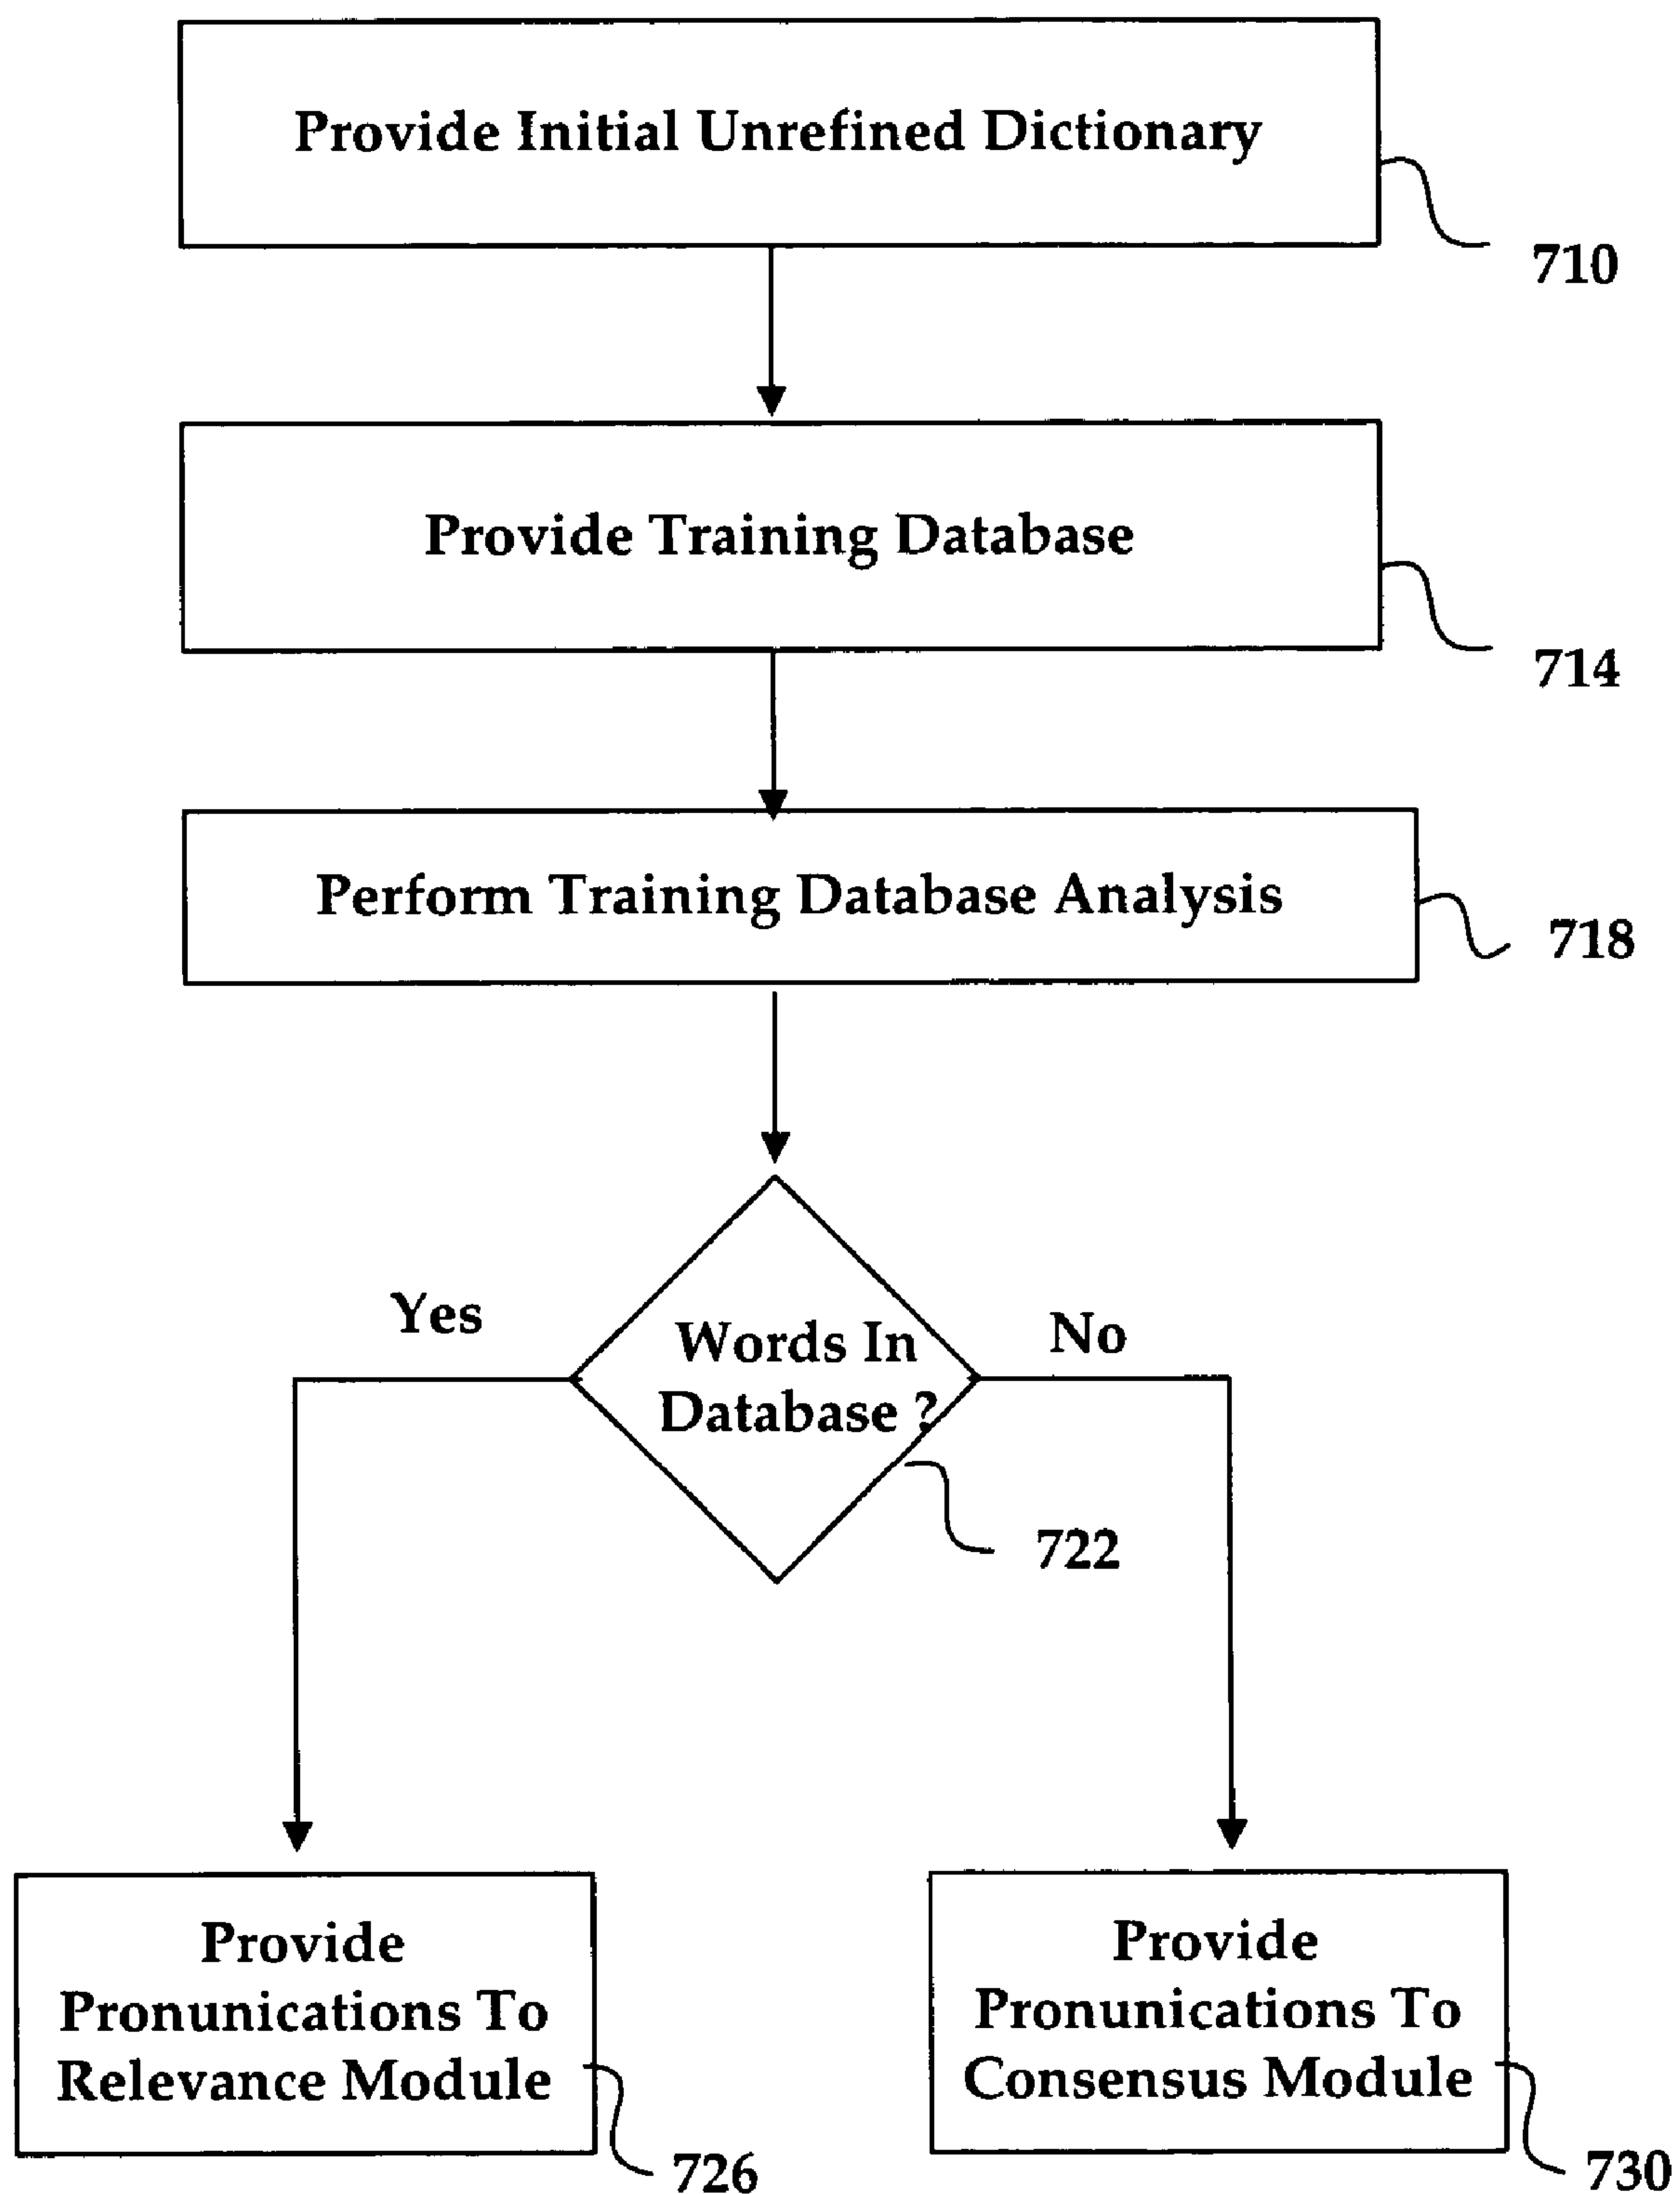 Provide Initial Unrefined Dictionary
710
Provide Training Database
714
Perform Training Database Analysis
718
Yes
No
Words In
Database ?
722
Provide
Pronunications To
Relevance Module
726
Provide
Pronunications To
Consensus Module
730